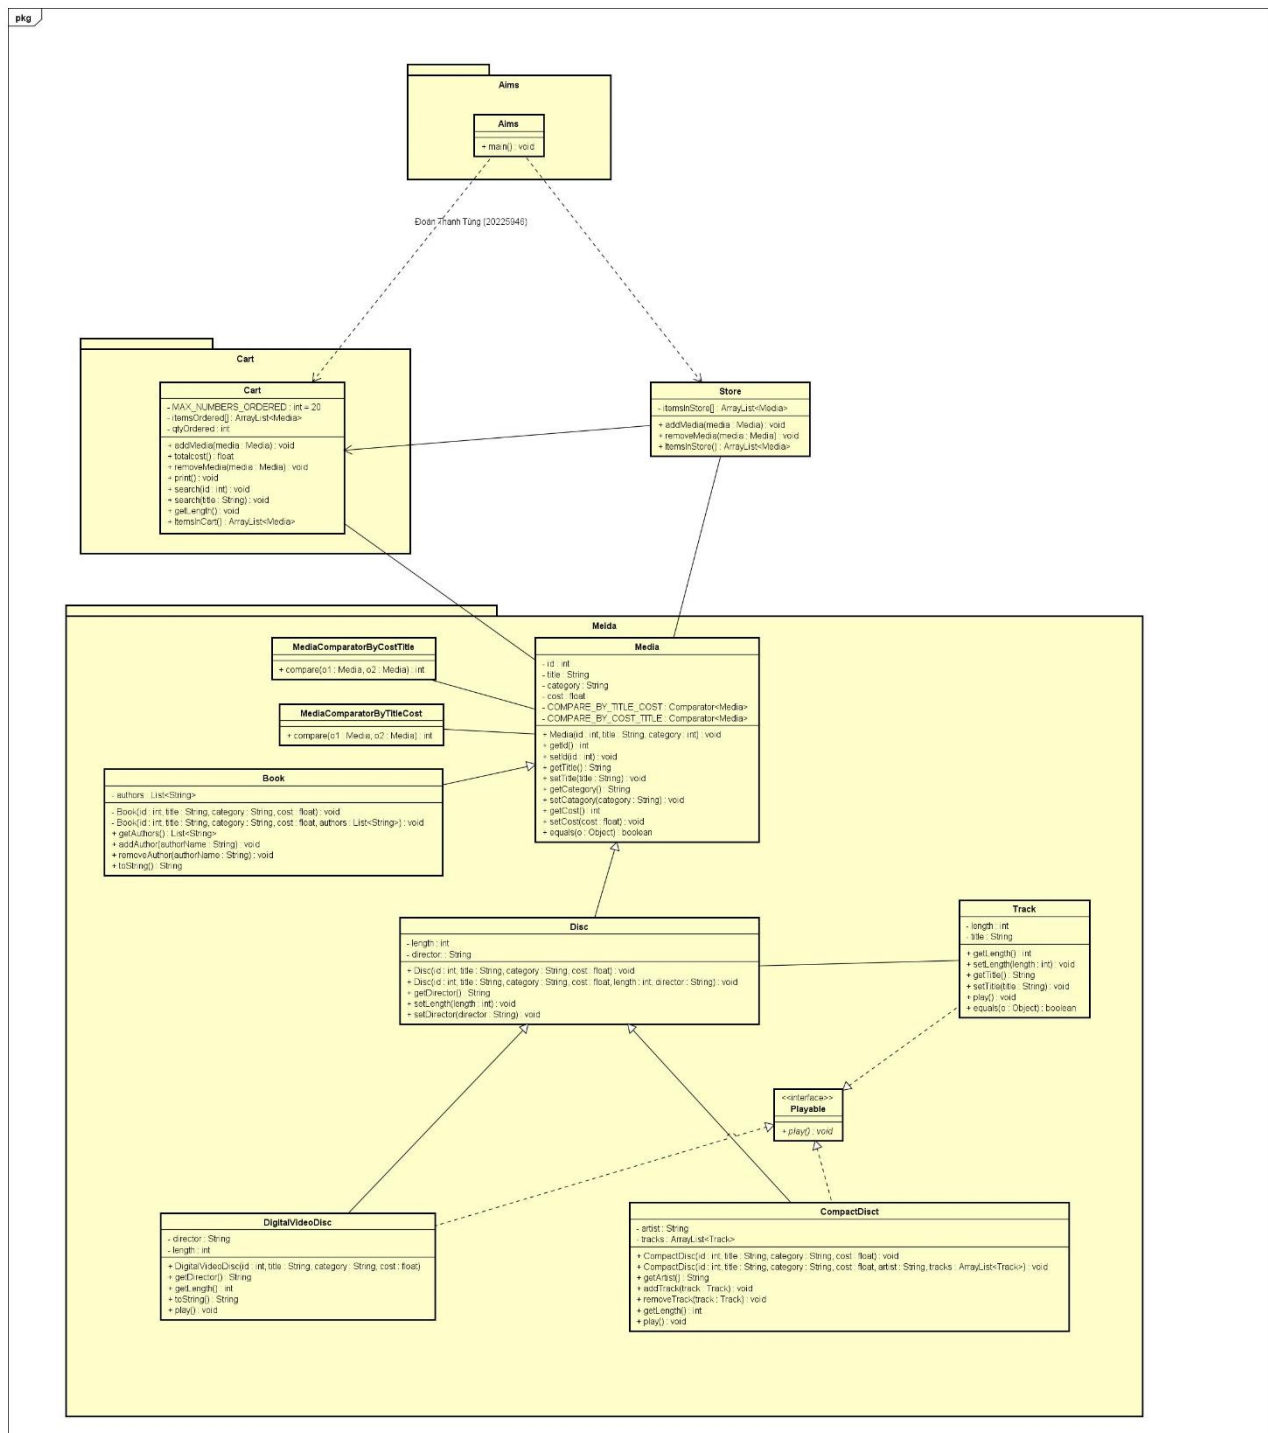 pkg
Aims
Aims
+ main() : void
Đoàn Thanh Tùng (20225946)
Cart
Cart
- MAX_NUMBERS_ORDERED : int = 20
- itemsOrdered[] : ArrayList<Media>
- qtyOrdered : int
+ addMedia(media : Media) : void
+ totalcost() : float
+ removeMedia(media : Media) : void
+ print() : void
+ search(id : int) : void
+ search(title : String) : void
+ getLength() : void
+ ItemsInCart() : ArrayList<Media>
Store
- itemsInStore[] : ArrayList<Media>
+ addMedia(media : Media) : void
+ removeMedia(media : Media) : void
+ ItemsInStore() : ArrayList<Media>
Meida
MediaComparatorByCostTitle
+ compare(o1 : Media, o2 : Media) : int
MediaComparatorByTitleCost
+ compare(o1 : Media, o2 : Media) : int
Media
- id : int
- title : String
- category : String
- cost : float
- COMPARE_BY_TITLE_COST : Comparator<Media>
- COMPARE_BY_COST_TITLE : Comparator<Media>
+ Media(id : int, title : String, category : int) : void
+ getId() : int
+ setId(id : int) : void
+ getTitle() : String
+ setTitle(title : String) : void
+ getCategory() : String
+ setCatagory(category : String) : void
+ getCost() : int
+ setCost(cost : float) : void
+ equals(o : Object) : boolean
Book
- authors : List<String>
- Book(id : int, title : String, category : String, cost : float) : void
- Book(id : int, title : String, category : String, cost : float, authors : List<String>) : void
+ getAuthors() : List<String>
+ addAuthor(authorName : String) : void
+ removeAuthor(authorName : String) : void
+ toString() : String
Disc
- length : int
- director : String
+ Disc(id : int, title : String, category : String, cost : float) : void
+ Disc(id : int, title : String, category : String, cost : float, length : int, director : String) : void
+ getDirector() : String
+ setLength(length : int) : void
+ setDirector(director : String) : void
Track
- length : int
- title : String
+ getLength() : int
+ setLength(length : int) : void
+ getTitle() : String
+ setTitle(title : String) : void
+ play() : void
+ equals(o : Object) : boolean
<<interface>>
Playable
+ play() : void
DigitalVideoDisc
- director : String
- length : int
+ DigitalVideoDisc(id : int, title : String, category : String, cost : float)
+ getDirector() : String
+ getLength() : int
+ toString() : String
+ play() : void
CompactDisct
- artist : String
- tracks : ArrayList<Track>
+ CompactDisc(id : int, title : String, category : String, cost : float) : void
+ CompactDisc(id : int, title : String, category : String, cost : float, artist : String, tracks : ArrayList<Track>) : void
+ getArtist() : String
+ addTrack(track : Track) : void
+ removeTrack(track : Track) : void
+ getLength() : int
+ play() : void